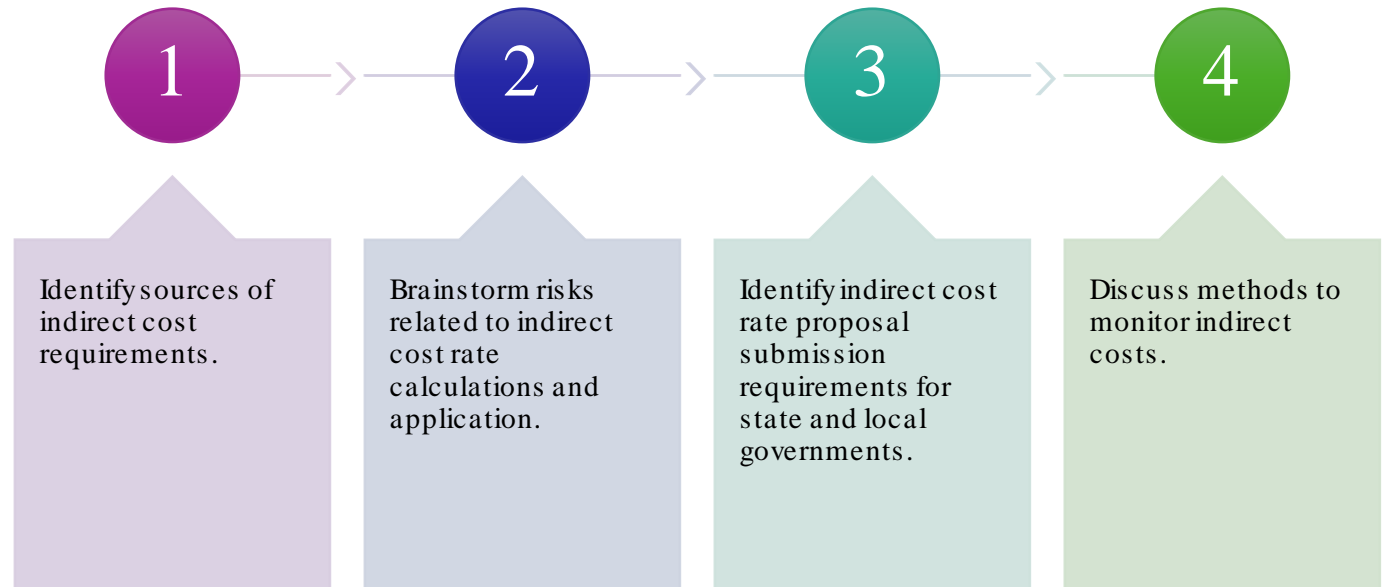 1
2
3
4
Identify sources of
indirect cost
requirements.
Brainstorm risks
related to indirect
cost rate
calculations and
application.
Identify indirect cost
rate proposal
submission
requirements for
state and local
governments.
Discuss methods to
monitor indirect
costs.